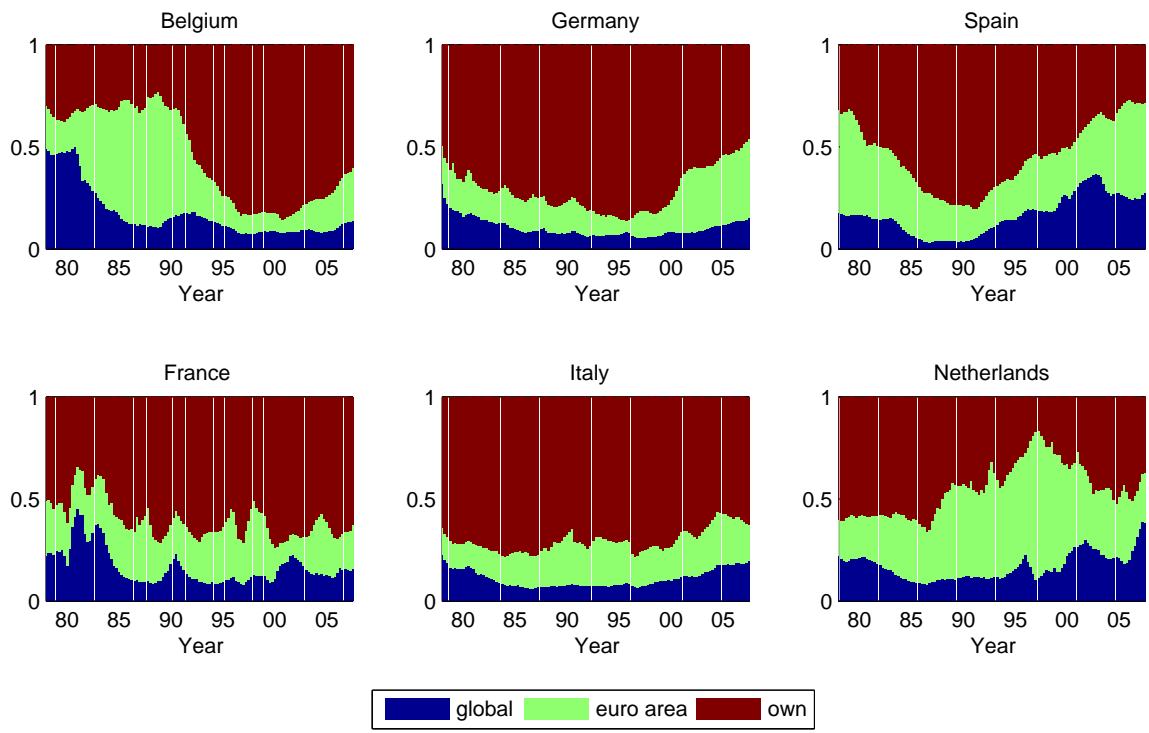 Belgium Germany Spain
1 1 1
0.5 0.5 0.5
0 0 0
80 85 90 95 00 05 80 85 90 95 00 05 80 85 90 95 00 05
Year Year Year
France Italy Netherlands
1 1 1
0.5 0.5 0.5
0 0 0
80 85 90 95 00 05 80 85 90 95 00 05 80 85 90 95 00 05
Year Year Year
global euro area own